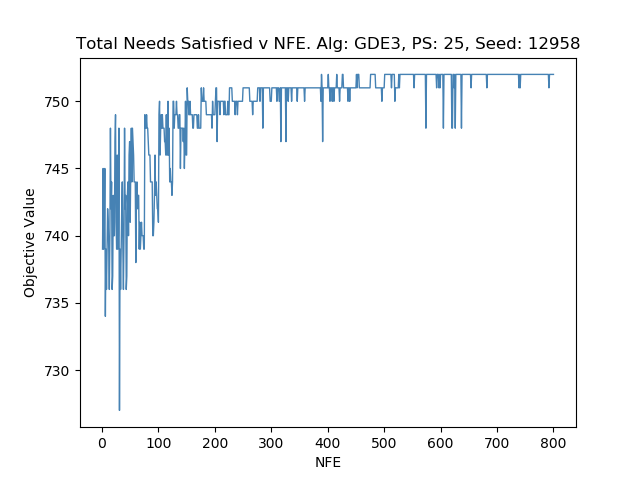 Total Needs Satisfied v NFE. Alg: GDE3, PS: 25, Seed: 12958
750
745
740
735
730
Objective Value
0 100 200 300 400 500 600 700 800
NFE